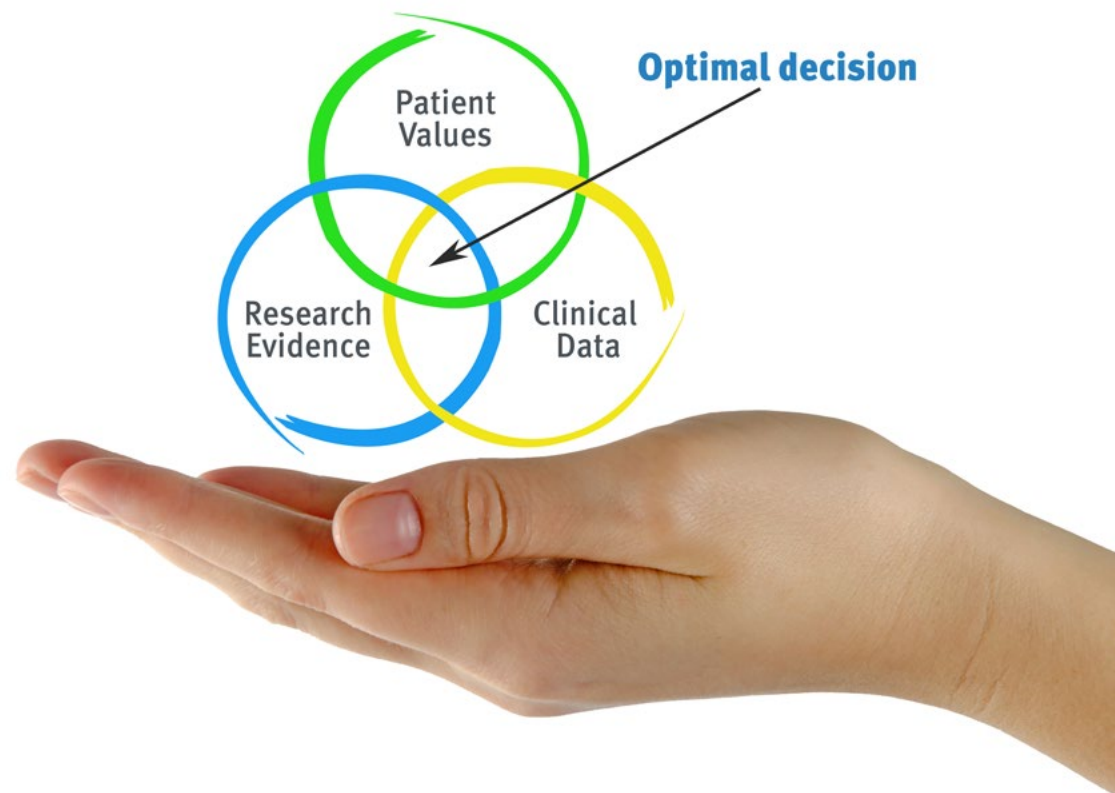 Optimal decision
Patient
Values
Research
Evidence
Clinical
Data